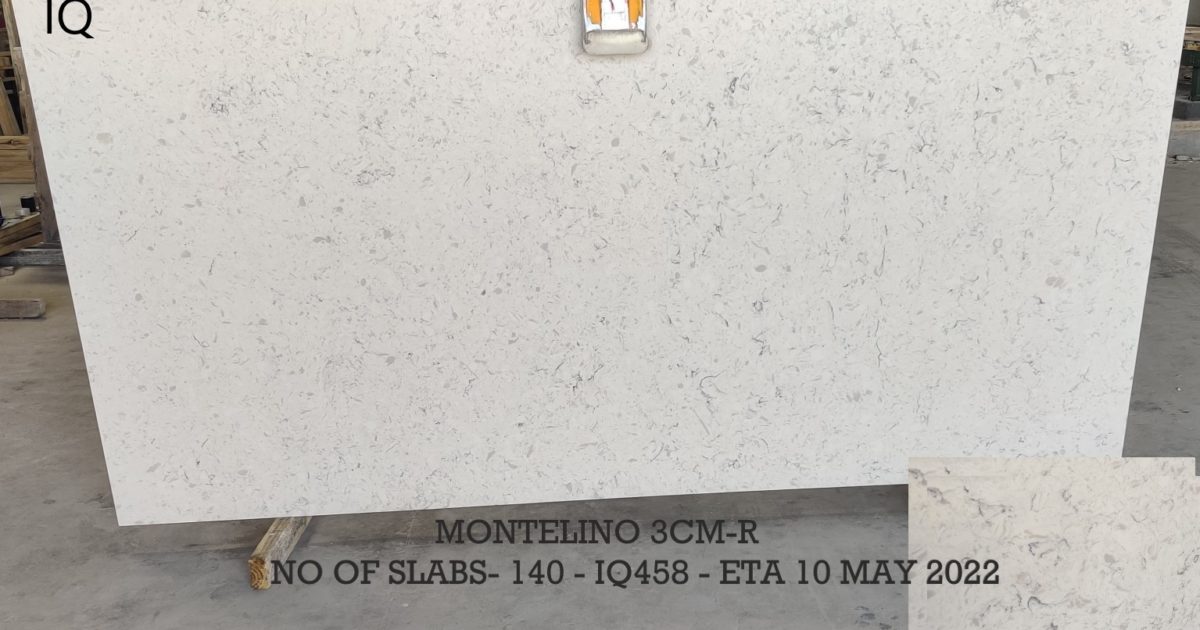 IQ
MONTELINO 3CM-R
NO OF SLABS- 140 - IQ458 - ETA 10 MAY 2022